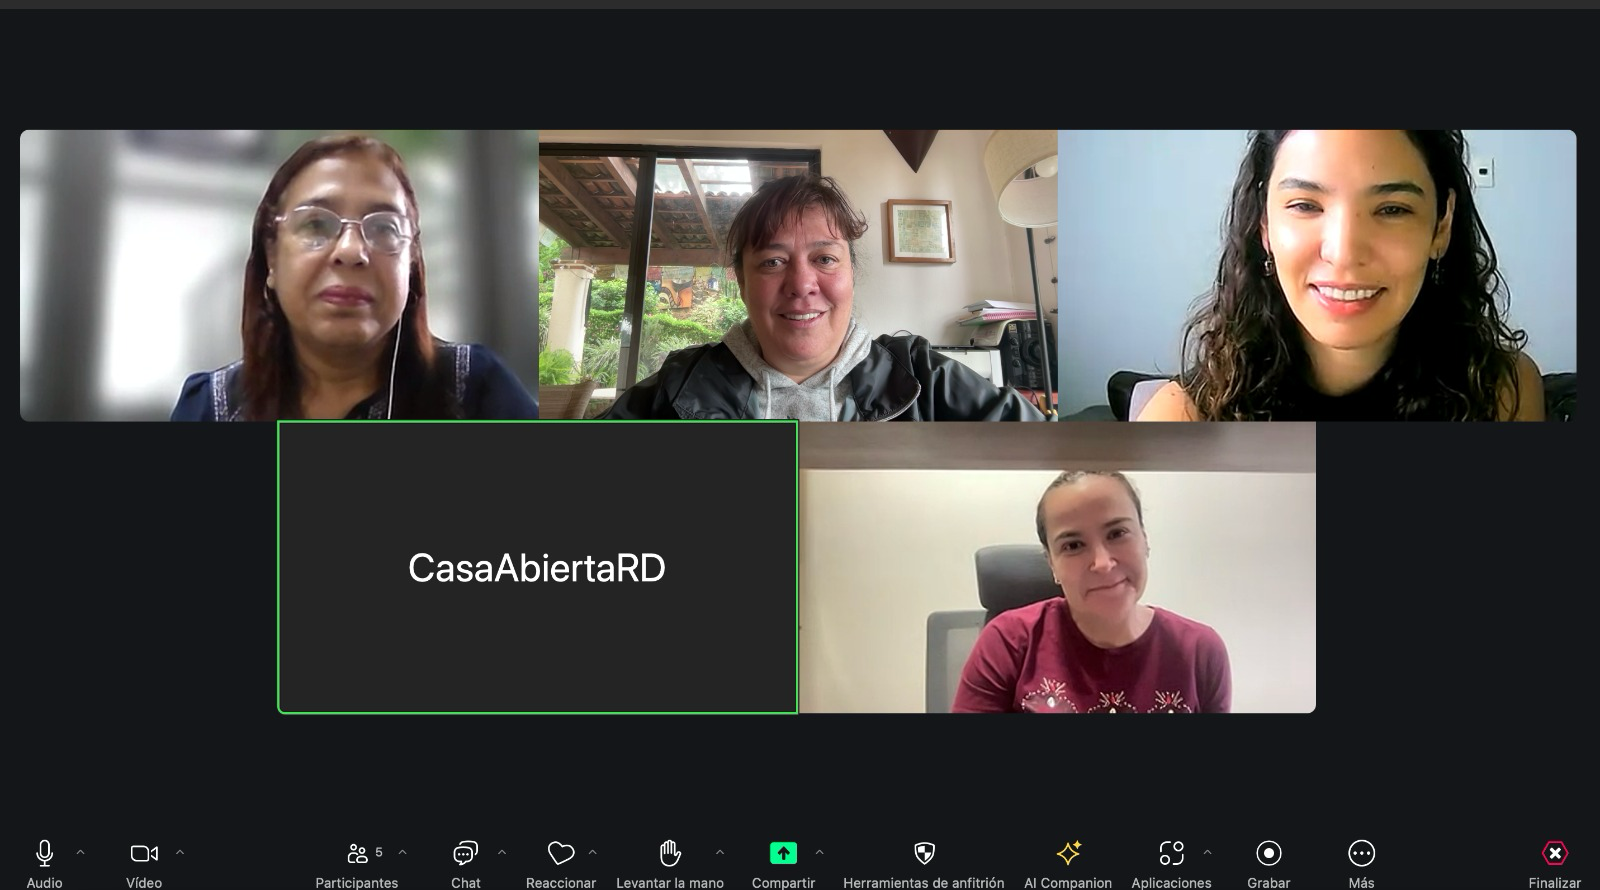 CasaAbiertaRD
Audio
Vídeo
5
Participantes
Chat
Reaccionar
Levantar la mano
Compartir
Herramientas de anfitrión
AI Companion
Aplicaciones
Grabar
Más
Finalizar